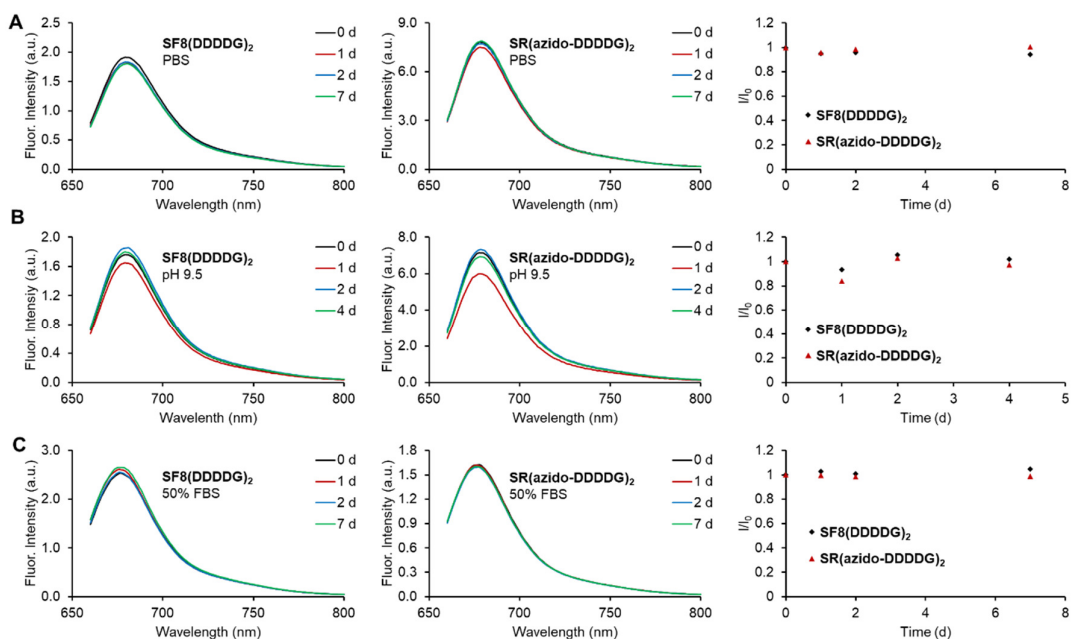 A
Fluor. Intensity (a.u.)
2.5
2.0
1.5
1.0
0.5
0.0
SF8(DDDDG)₂
PBS
0 d
1 d
2 d
7 d
650
700
750
800
Wavelength (nm)
Fluor. Intensity (a.u.)
9.0
6.0
3.0
0.0
SR(azido-DDDDG)₂
PBS
0 d
1 d
2 d
7 d
650
700
750
800
Wavelength (nm)
I/I₀
1.2
1
0.8
0.6
0.4
0.2
0
SF8(DDDDG)₂
SR(azido-DDDDG)₂
0
2
4
6
8
Time (d)
B
Fluor. Intensity (a.u.)
2.0
1.6
1.2
0.8
0.4
0.0
SF8(DDDDG)₂
pH 9.5
0 d
1 d
2 d
4 d
650
700
750
800
Wavelenth (nm)
Fluor. Intensity (a.u.)
8.0
6.0
4.0
2.0
0.0
SR(azido-DDDDG)₂
pH 9.5
0 d
1 d
2 d
4 d
650
700
750
800
Wavelength (nm)
I/I₀
1.2
1
0.8
0.6
0.4
0.2
0
SF8(DDDDG)₂
SR(azido-DDDDG)₂
0
1
2
3
4
5
Time (d)
C
Fluor. Intensity (a.u.)
3.0
2.4
1.8
1.2
0.6
0.0
SF8(DDDDG)₂
50% FBS
0 d
1 d
2 d
7 d
650
700
750
800
Wavelength (nm)
Fluor. Intensity (a.u.)
1.8
1.5
1.2
0.9
0.6
0.3
0.0
SR(azido-DDDDG)₂
50% FBS
0 d
1 d
2 d
7 d
650
700
750
800
Wavelength (nm)
I/I₀
1.2
1
0.8
0.6
0.4
0.2
0
SF8(DDDDG)₂
SR(azido-DDDDG)₂
0
2
4
6
8
Time (d)